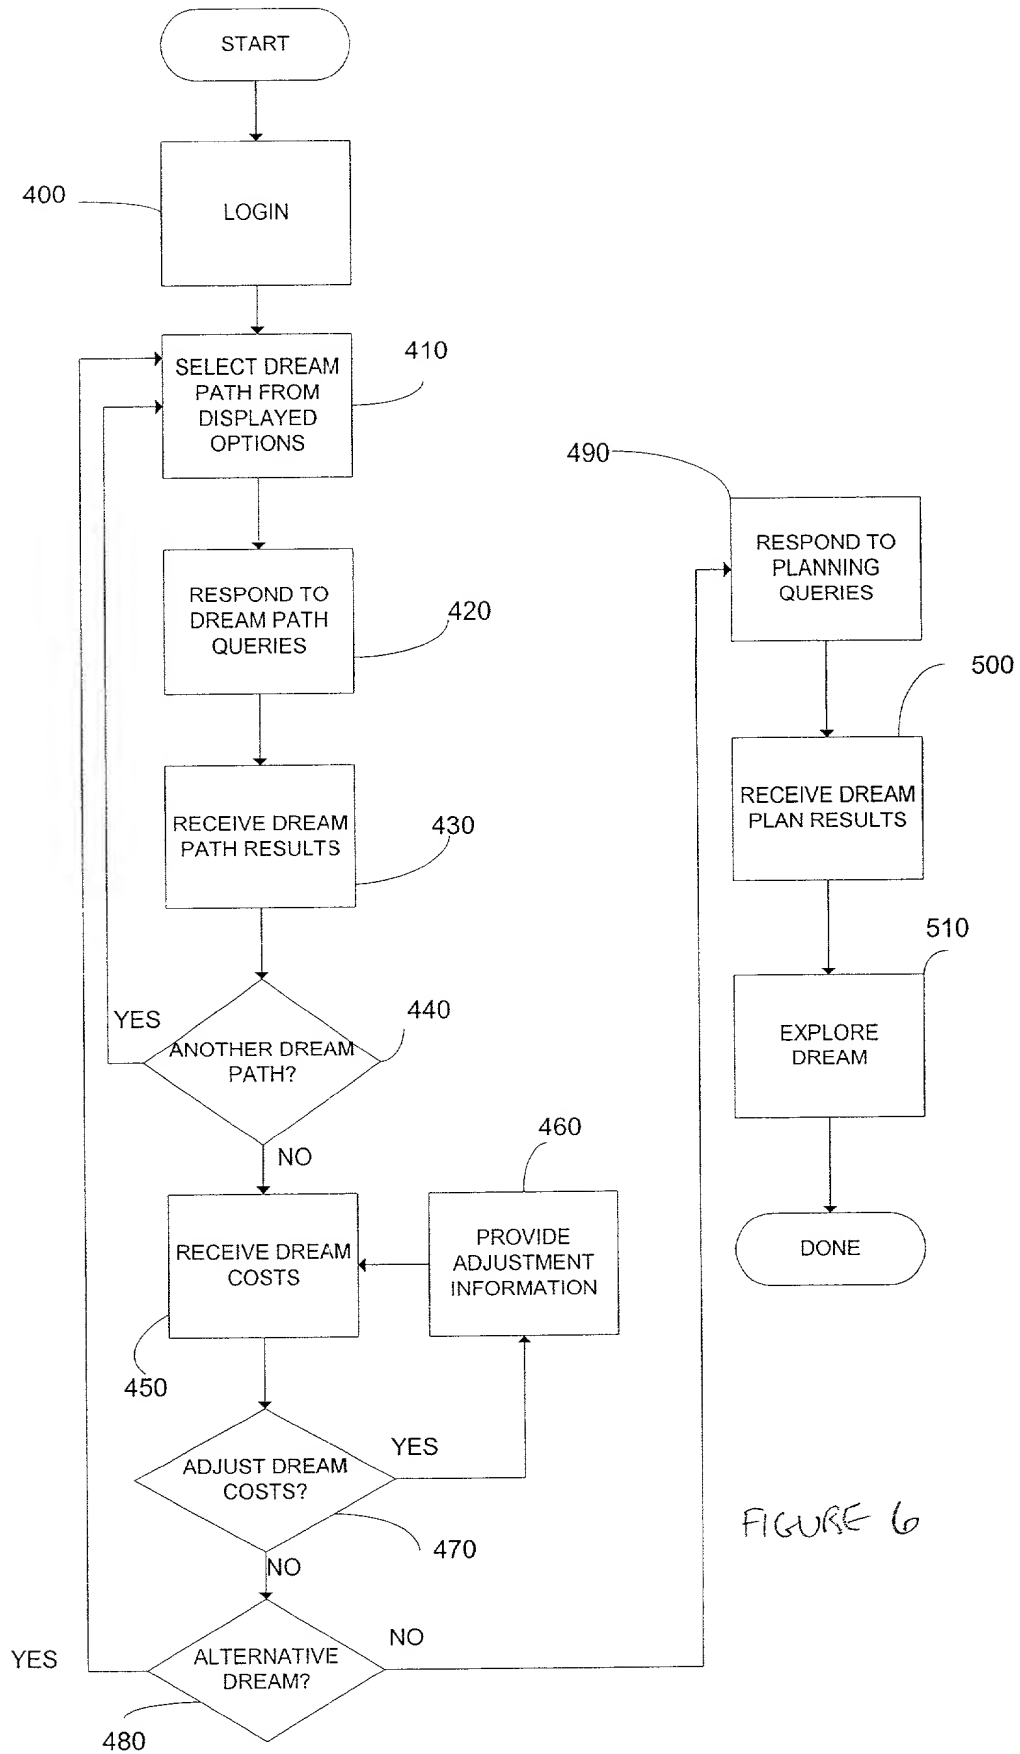 START
400
LOGIN
410
SELECT DREAM
PATH FROM
DISPLAYED
OPTIONS
420
RESPOND TO
DREAM PATH
QUERIES
430
RECEIVE DREAM
PATH RESULTS
440
YES
ANOTHER DREAM
PATH?
NO
460
RECEIVE DREAM
COSTS
PROVIDE
ADJUSTMENT
INFORMATION
450
YES
ADJUST DREAM
COSTS?
470
NO
YES
NO
ALTERNATIVE
DREAM?
480
490
RESPOND TO
PLANNING
QUERIES
500
RECEIVE DREAM
PLAN RESULTS
510
EXPLORE
DREAM
DONE
FIGURE 6